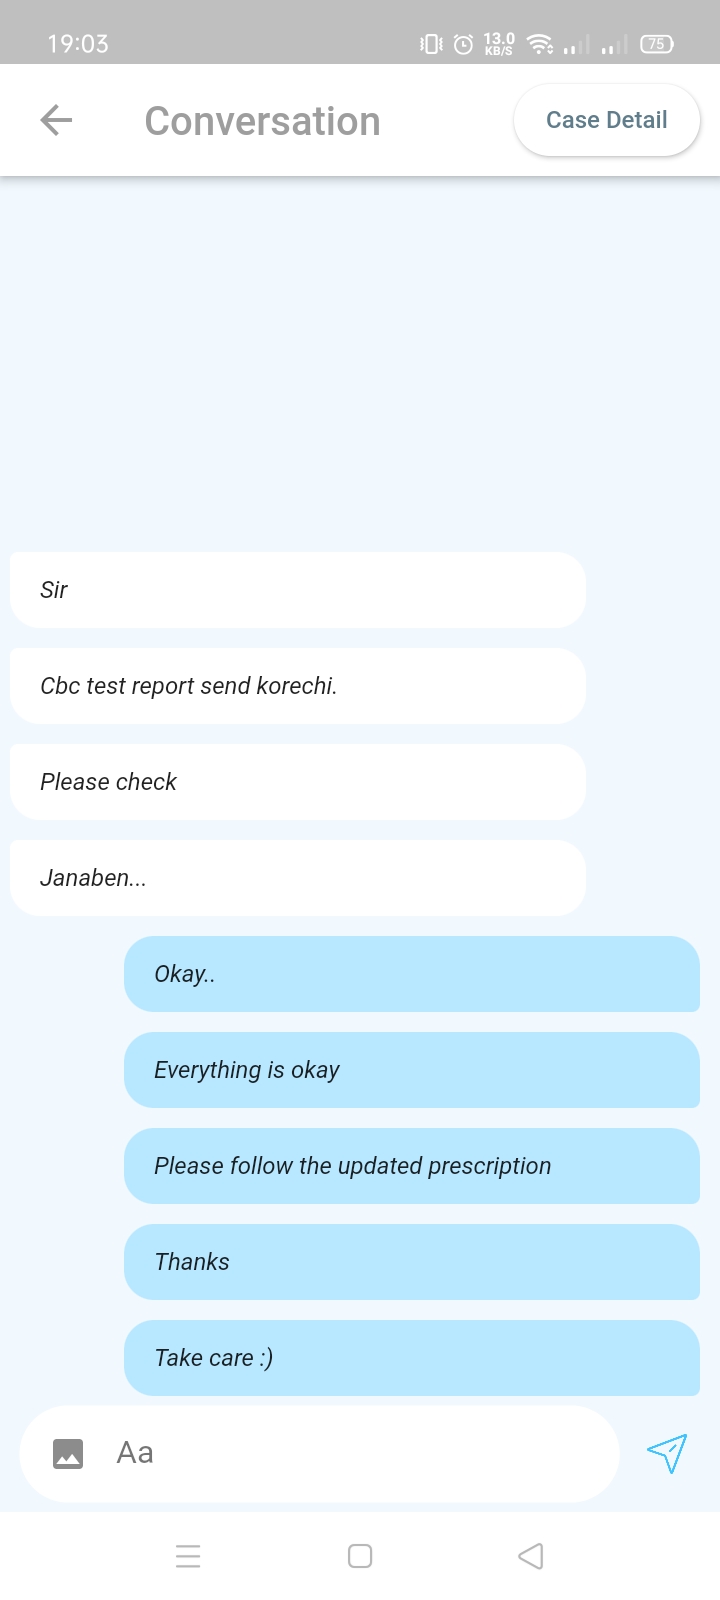 19:03
13.0
KB/S
75
Conversation
Case Detail
Sir
Cbc test report send korechi.
Please check
Janaben...
Okay..
Everything is okay
Please follow the updated prescription
Thanks
Take care :)
Aa